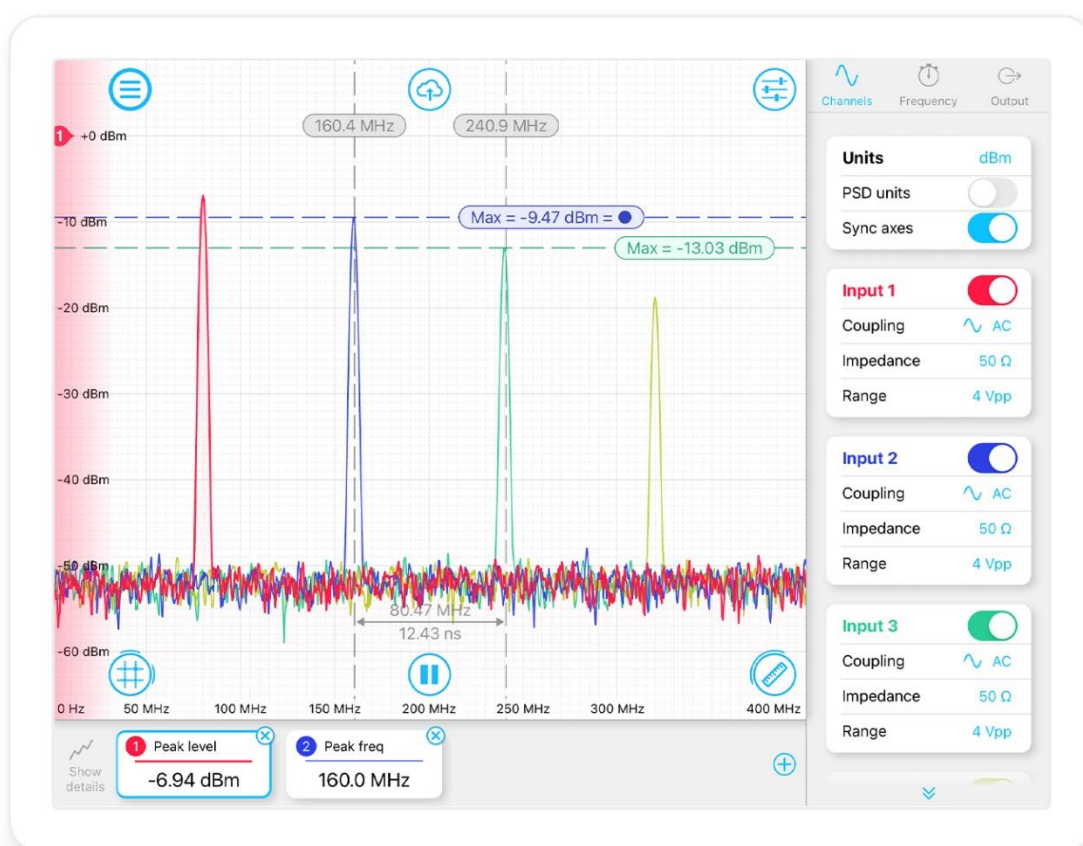 Channels Frequency Output
160.4 MHz 240.9 MHz
1 +0 dBm
Max = -9.47 dBm =
-10 dBm
Max = -13.03 dBm
-20 dBm
-30 dBm
-40 dBm
-50 dBm
80.47 MHz
12.43 ns
-60 dBm
0 Hz 50 MHz 100 MHz 150 MHz 200 MHz 250 MHz 300 MHz 400 MHz
Show
details
1 Peak level
-6.94 dBm
2 Peak freq
160.0 MHz
Units dBm
PSD units
Sync axes
Input 1
Coupling AC
Impedance 50 Ω
Range 4 Vpp
Input 2
Coupling AC
Impedance 50 Ω
Range 4 Vpp
Input 3
Coupling AC
Impedance 50 Ω
Range 4 Vpp